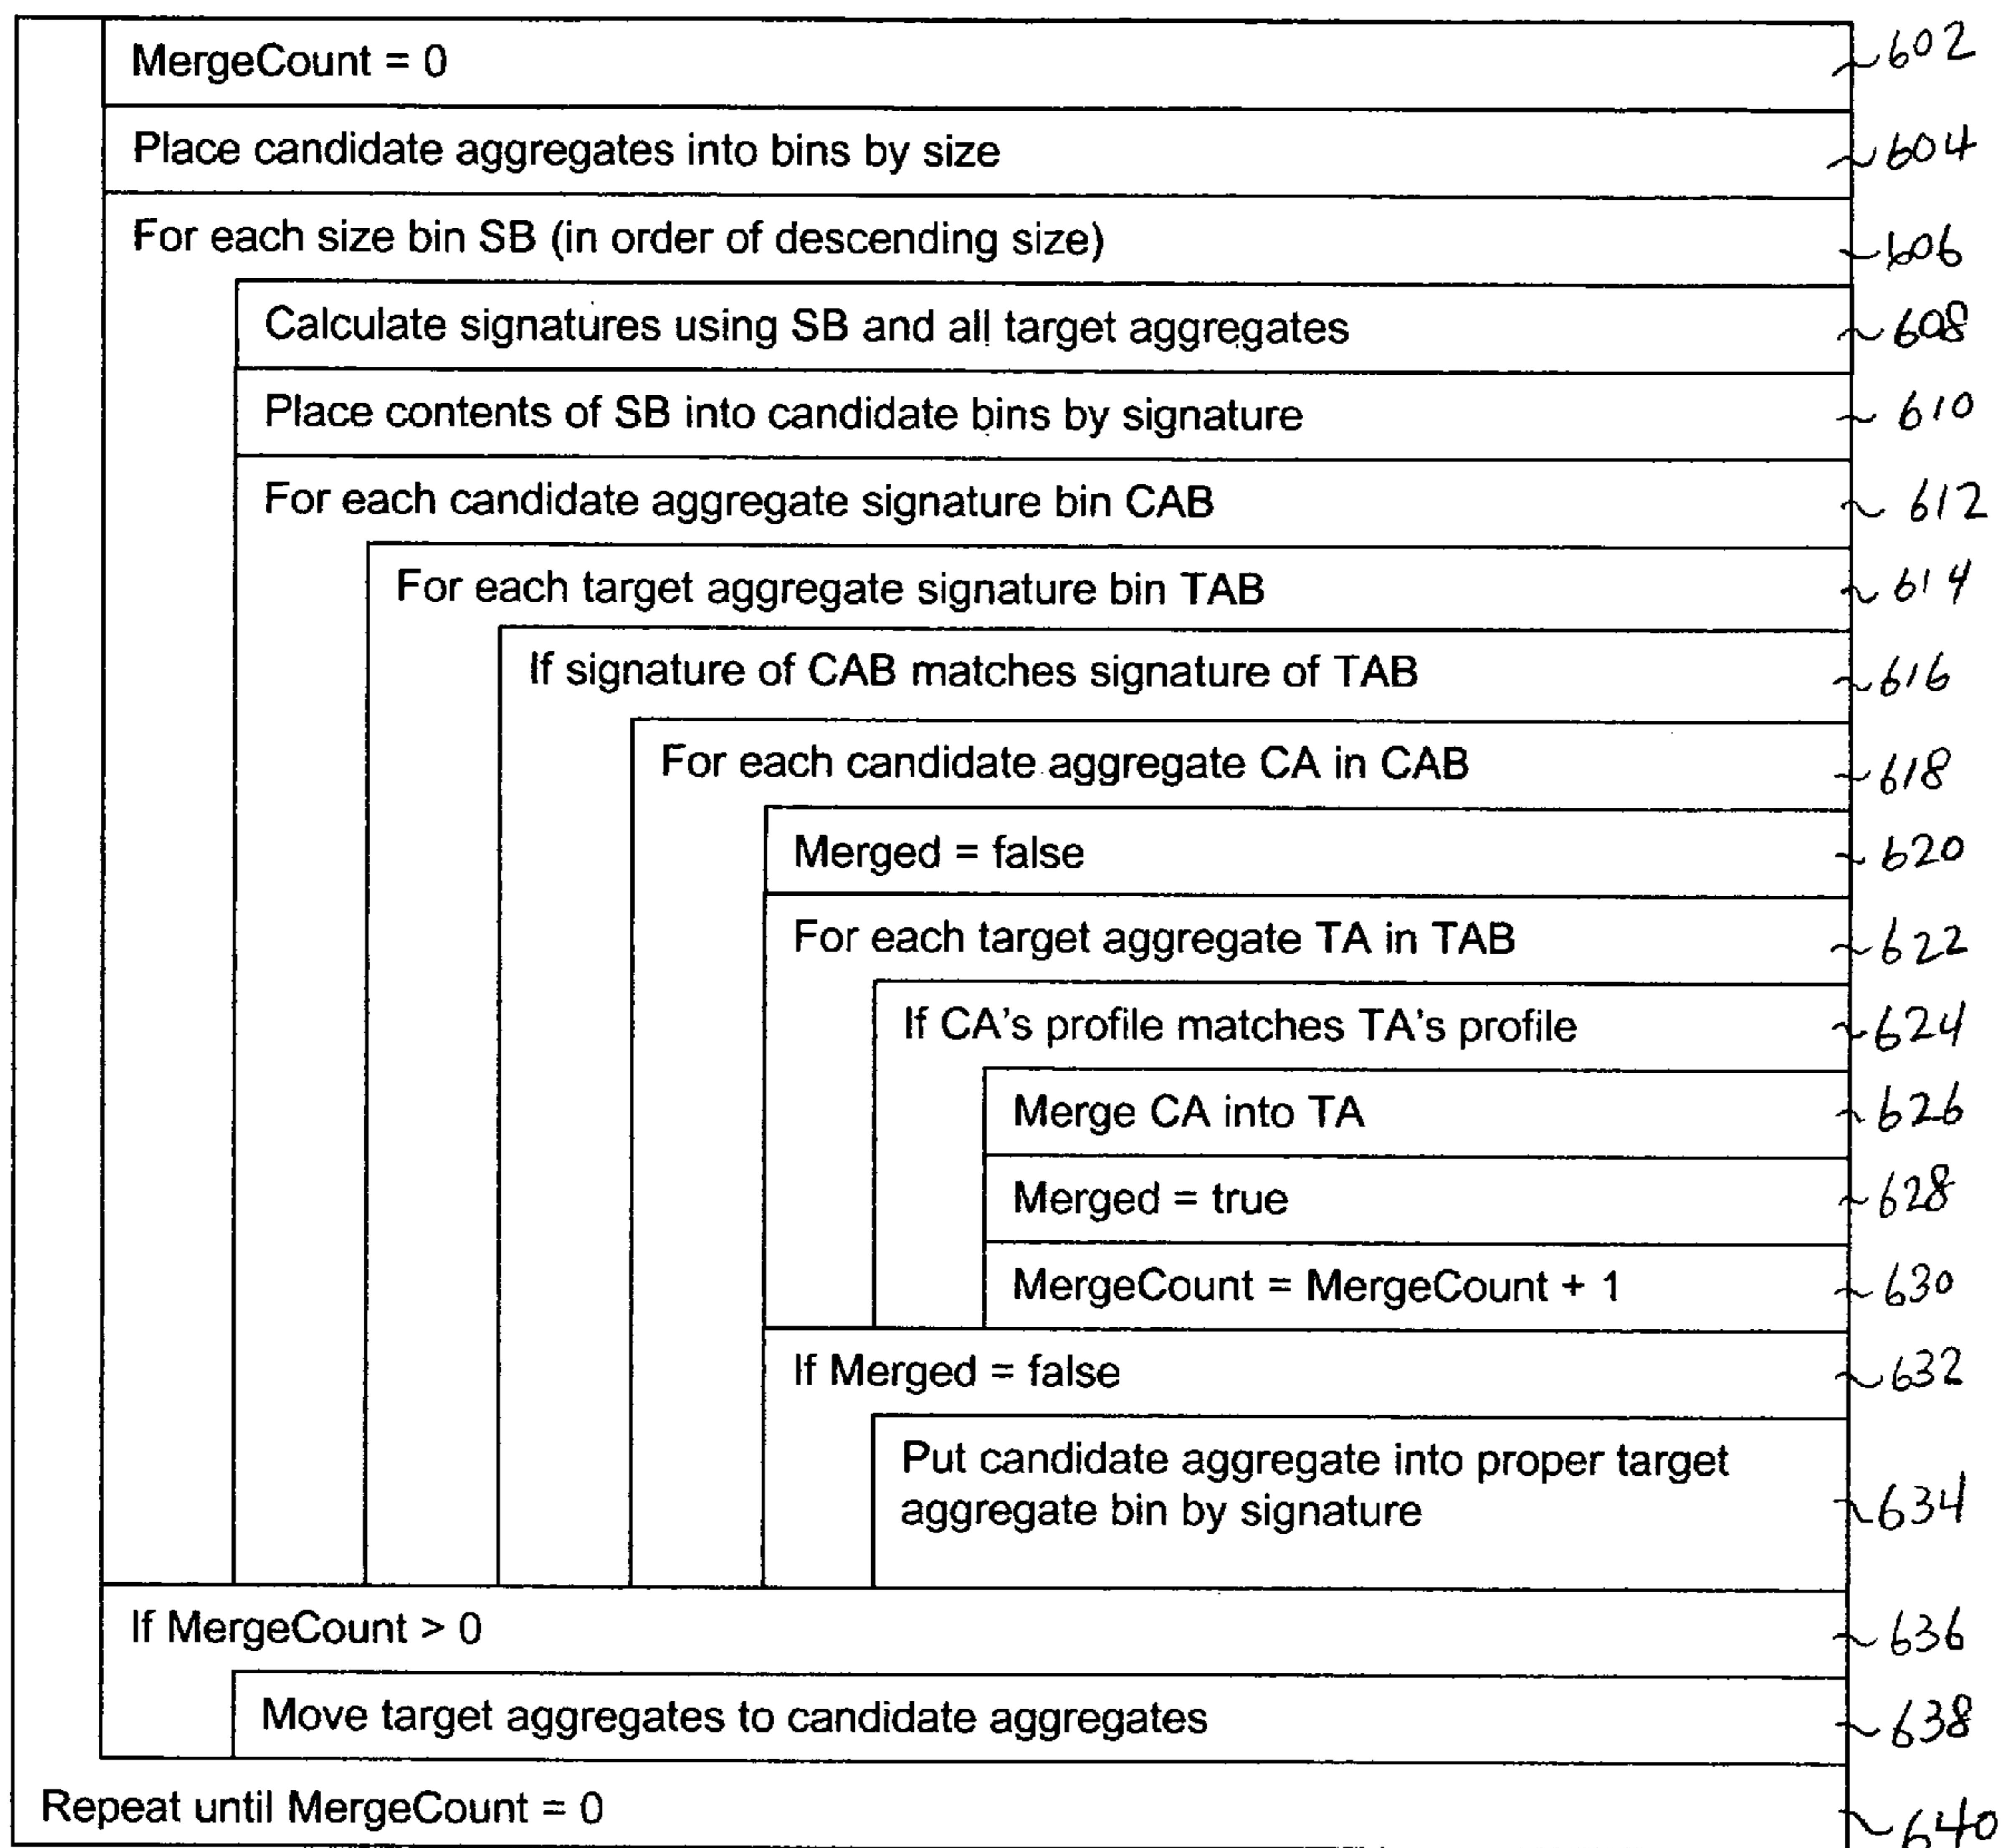 MergeCount = 0 602
Place candidate aggregates into bins by size 604
For each size bin SB (in order of descending size) 606
Calculate signatures using SB and all target aggregates 608
Place contents of SB into candidate bins by signature 610
For each candidate aggregate signature bin CAB 612
For each target aggregate signature bin TAB 614
If signature of CAB matches signature of TAB 616
For each candidate aggregate CA in CAB 618
Merged = false 620
For each target aggregate TA in TAB 622
If CA's profile matches TA's profile 624
Merge CA into TA 626
Merged = true 628
MergeCount = MergeCount + 1 630
If Merged = false 632
Put candidate aggregate into proper target
aggregate bin by signature 634
If MergeCount > 0 636
Move target aggregates to candidate aggregates 638
Repeat until MergeCount = 0 640